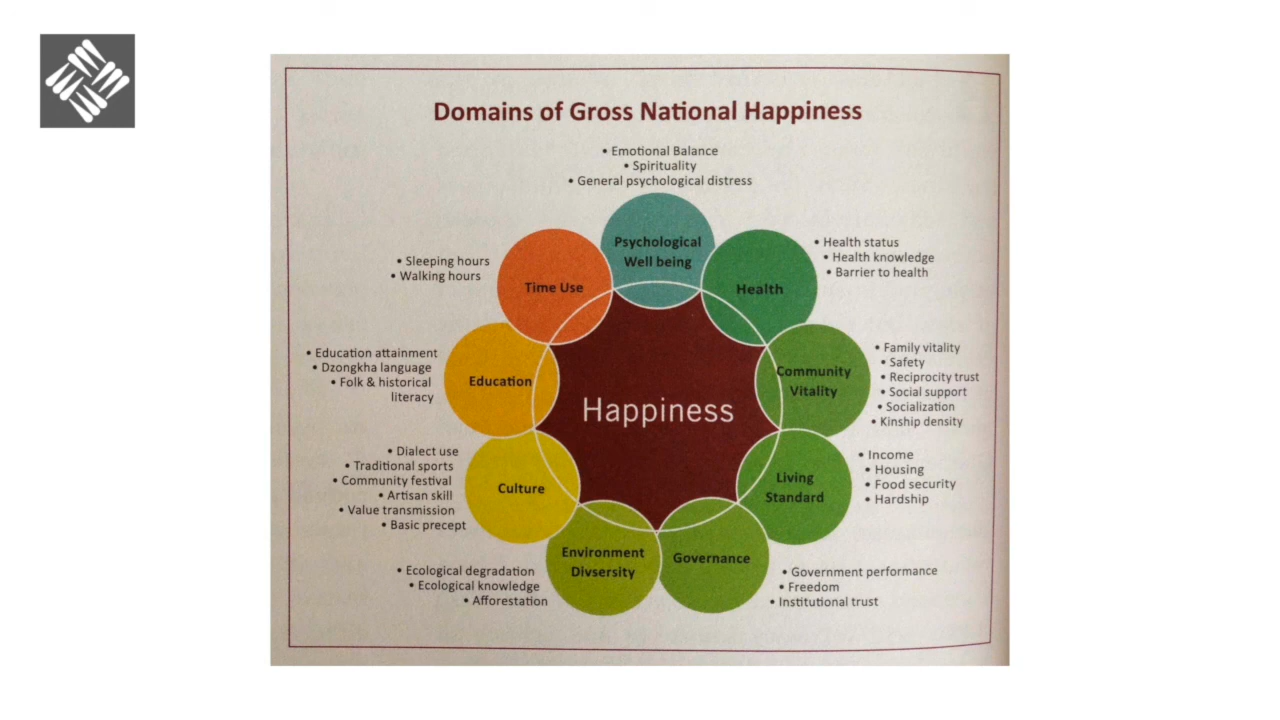 Domains of Gross National Happiness
• Emotional Balance
• Spirituality
• General psychological distress
Psychological
Well being
Health
• Health status
• Health knowledge
• Barrier to health
Community
Vitality
• Family vitality
• Safety
• Reciprocity trust
• Social support
• Socialization
• Kinship density
Living
Standard
• Income
• Housing
• Food security
• Hardship
Governance
• Government performance
• Freedom
• Institutional trust
Environment
Divsersity
• Ecological degradation
• Ecological knowledge
• Afforestation
Culture
• Dialect use
• Traditional sports
• Community festival
• Artisan skill
• Value transmission
• Basic precept
Education
• Education attainment
• Dzongkha language
• Folk & historical
literacy
Time Use
• Sleeping hours
• Walking hours
Happiness